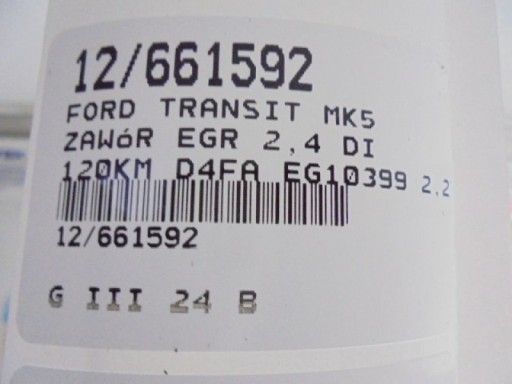 12/661592
FORD TRANSIT MK5
ZAWóR EGR 2,4 DI
120KM D4FA EG10399 2,2
12/661592
G III 24 B